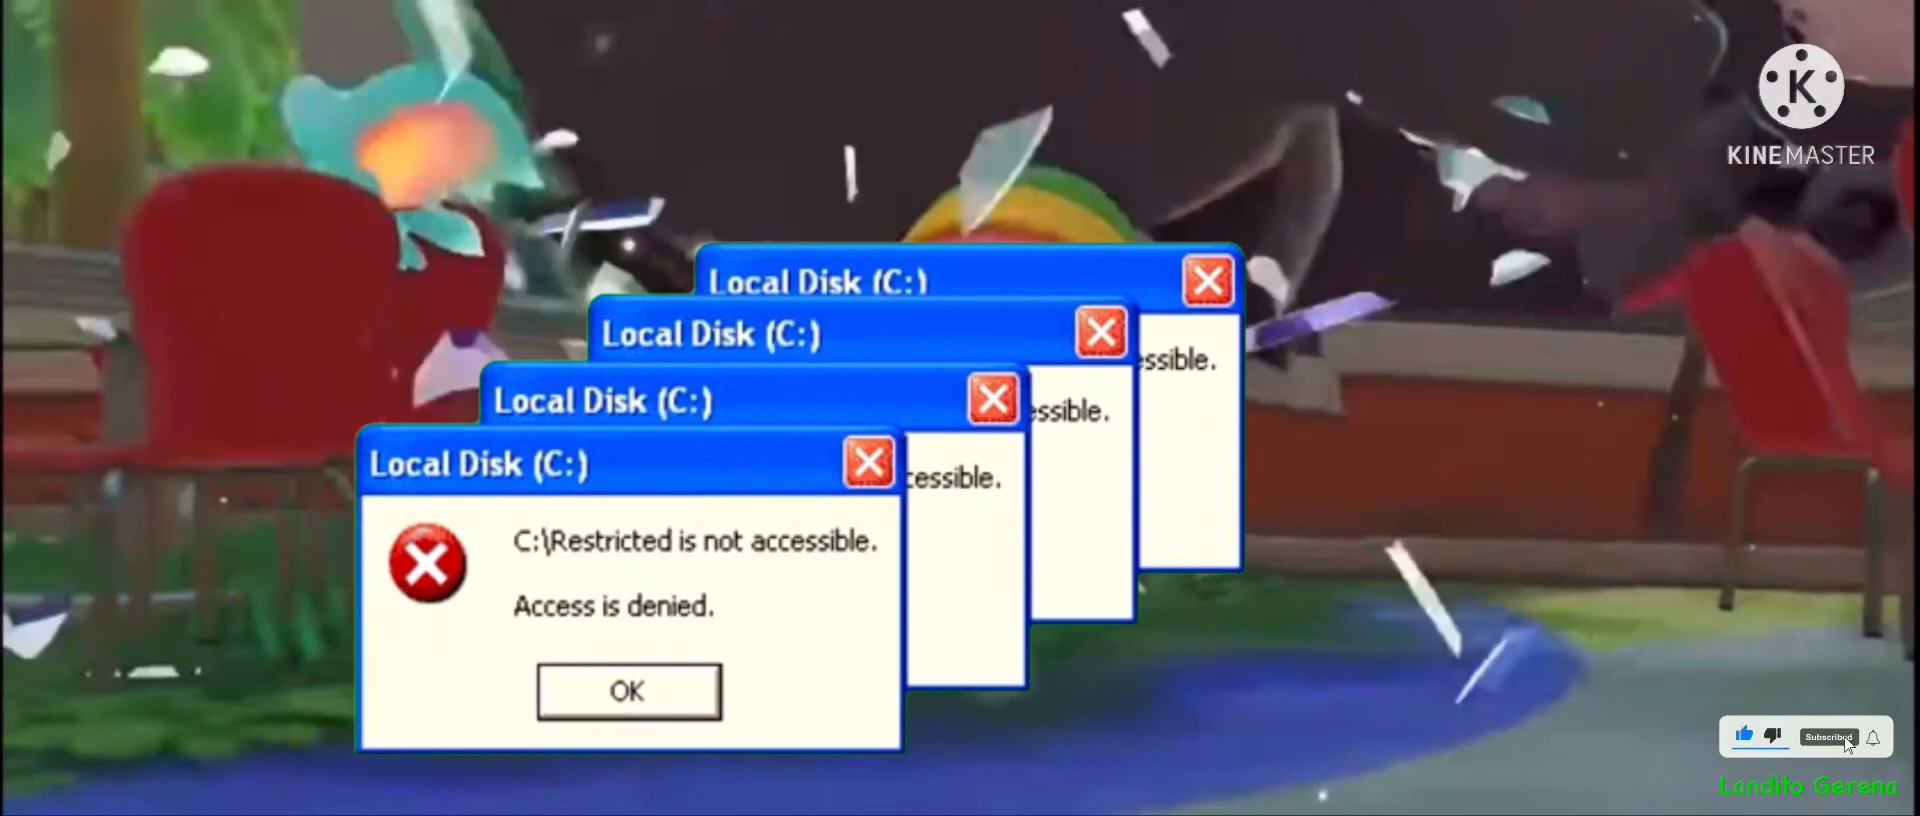 K
KINEMASTER
Local Disk (C:)
essible.
Local Disk (C:)
essible.
Local Disk (C:)
cessible.
Local Disk (C:)
C:\Restricted is not accessible.
Access is denied.
OK
Subscribed
Landito Gerena